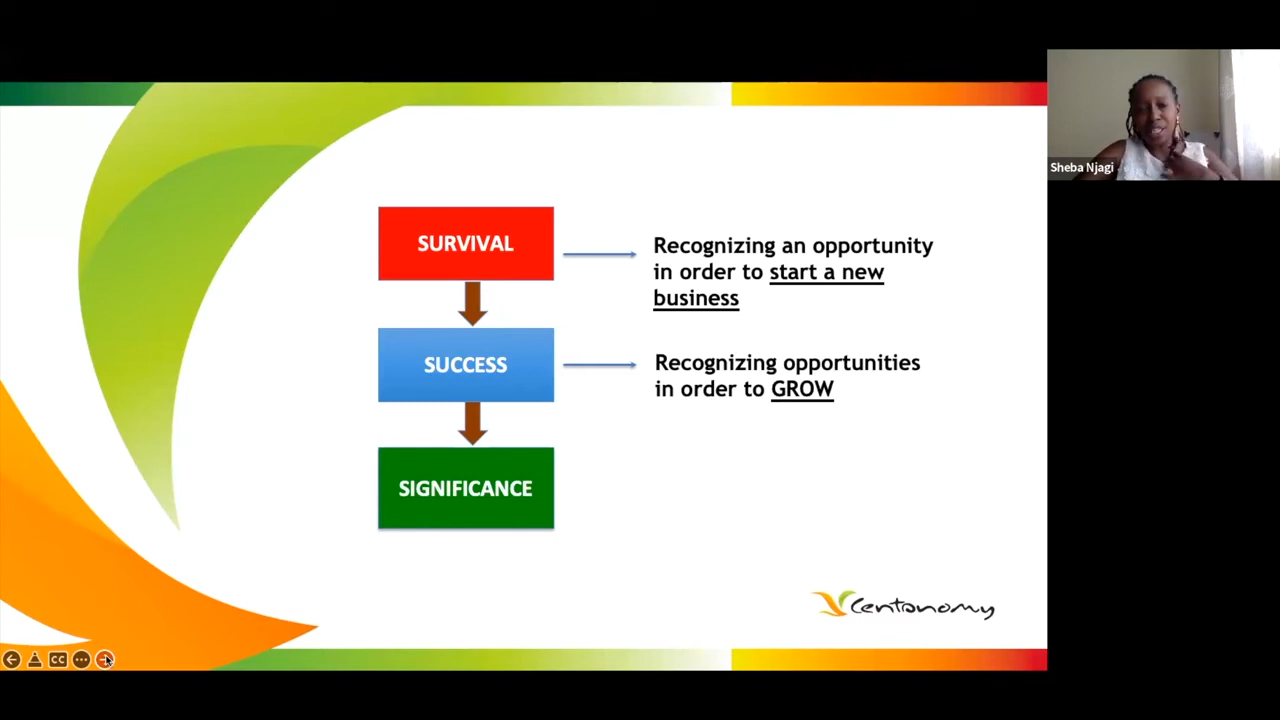 SURVIVAL
Recognizing an opportunity
in order to start a new
business
SUCCESS
Recognizing opportunities
in order to GROW
SIGNIFICANCE
Centonomy
Sheba Njagi
CC